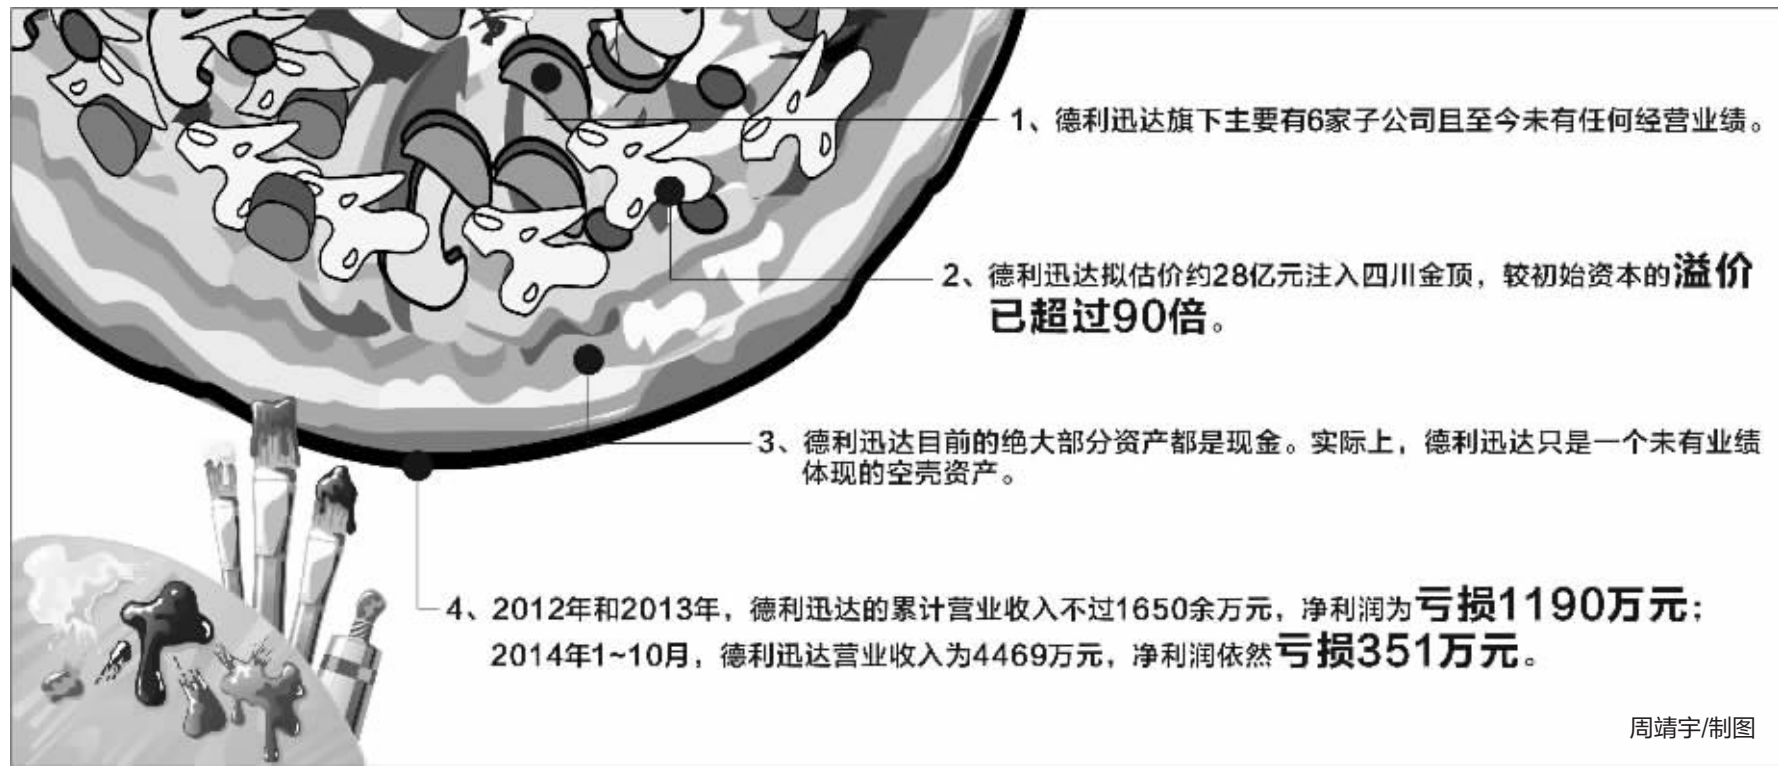 1、德利迅达旗下主要有6家子公司且至今未有任何经营业绩。
2、德利迅达拟估价约28亿元注入四川金顶，较初始资本的溢价
已超过90倍。
3、德利迅达目前的绝大部分资产都是现金。实际上，德利迅达只是一个未有业绩
体现的空壳资产。
4、2012年和2013年，德利迅达的累计营业收入不过1650余万元，净利润为亏损1190万元；
2014年1~10月，德利迅达营业收入为4469万元，净利润依然亏损351万元。
周靖宇/制图